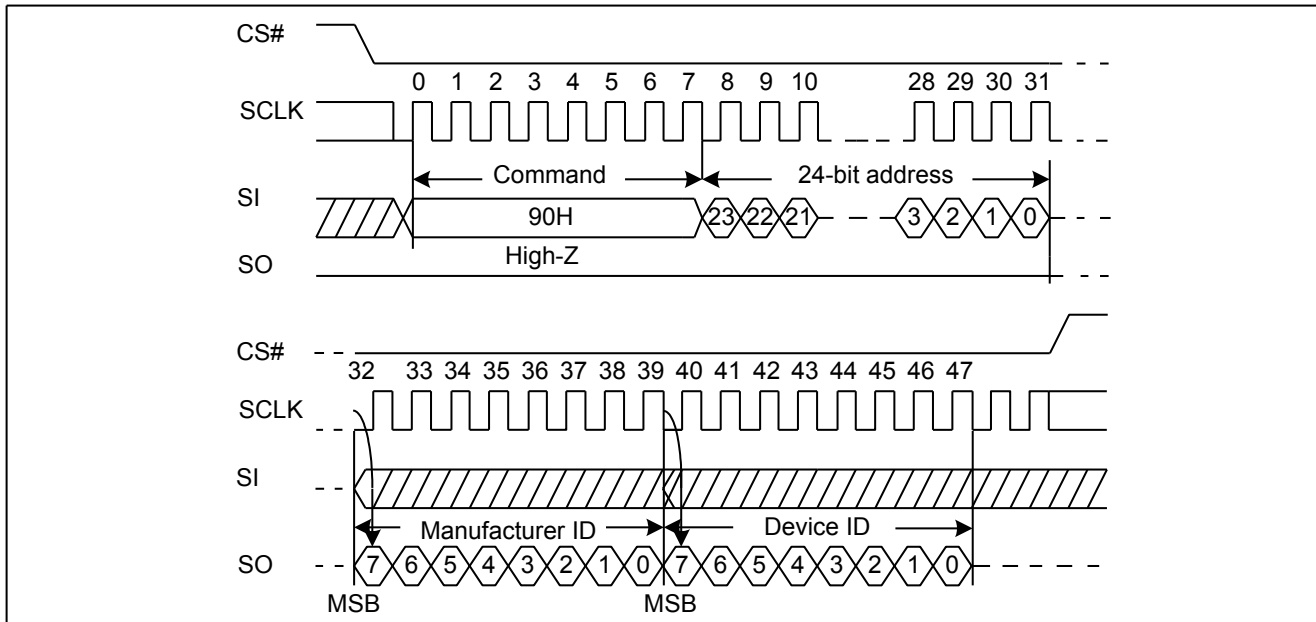 CS#
0 1 2 3 4 5 6 7 8 9 10 28 29 30 31
SCLK
Command 24-bit address
SI
90H 23 22 21 3 2 1 0
High-Z
SO
CS#
32 33 34 35 36 37 38 39 40 41 42 43 44 45 46 47
SCLK
SI
Manufacturer ID Device ID
SO 7 6 5 4 3 2 1 0 7 6 5 4 3 2 1 0
MSB MSB